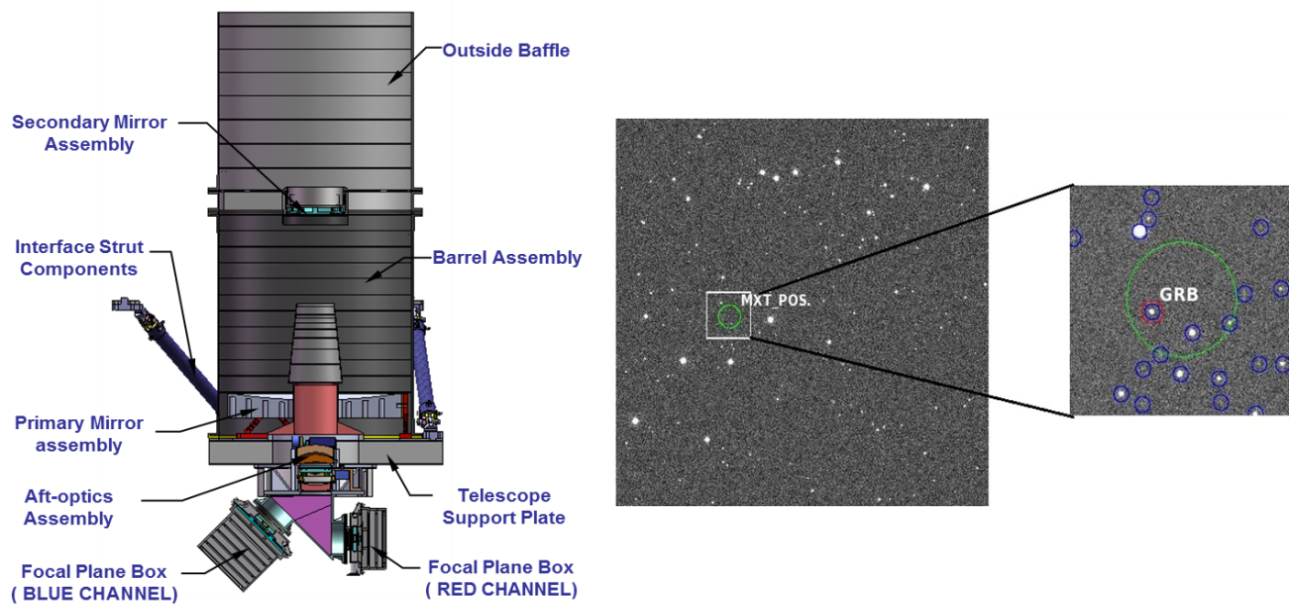 Outside Baffle
Secondary Mirror
Assembly
Interface Strut
Components
Barrel Assembly
Primary Mirror
assembly
Aft-optics
Assembly
Telescope
Support Plate
Focal Plane Box
( BLUE CHANNEL)
Focal Plane Box
( RED CHANNEL)
MXT_POS.
GRB